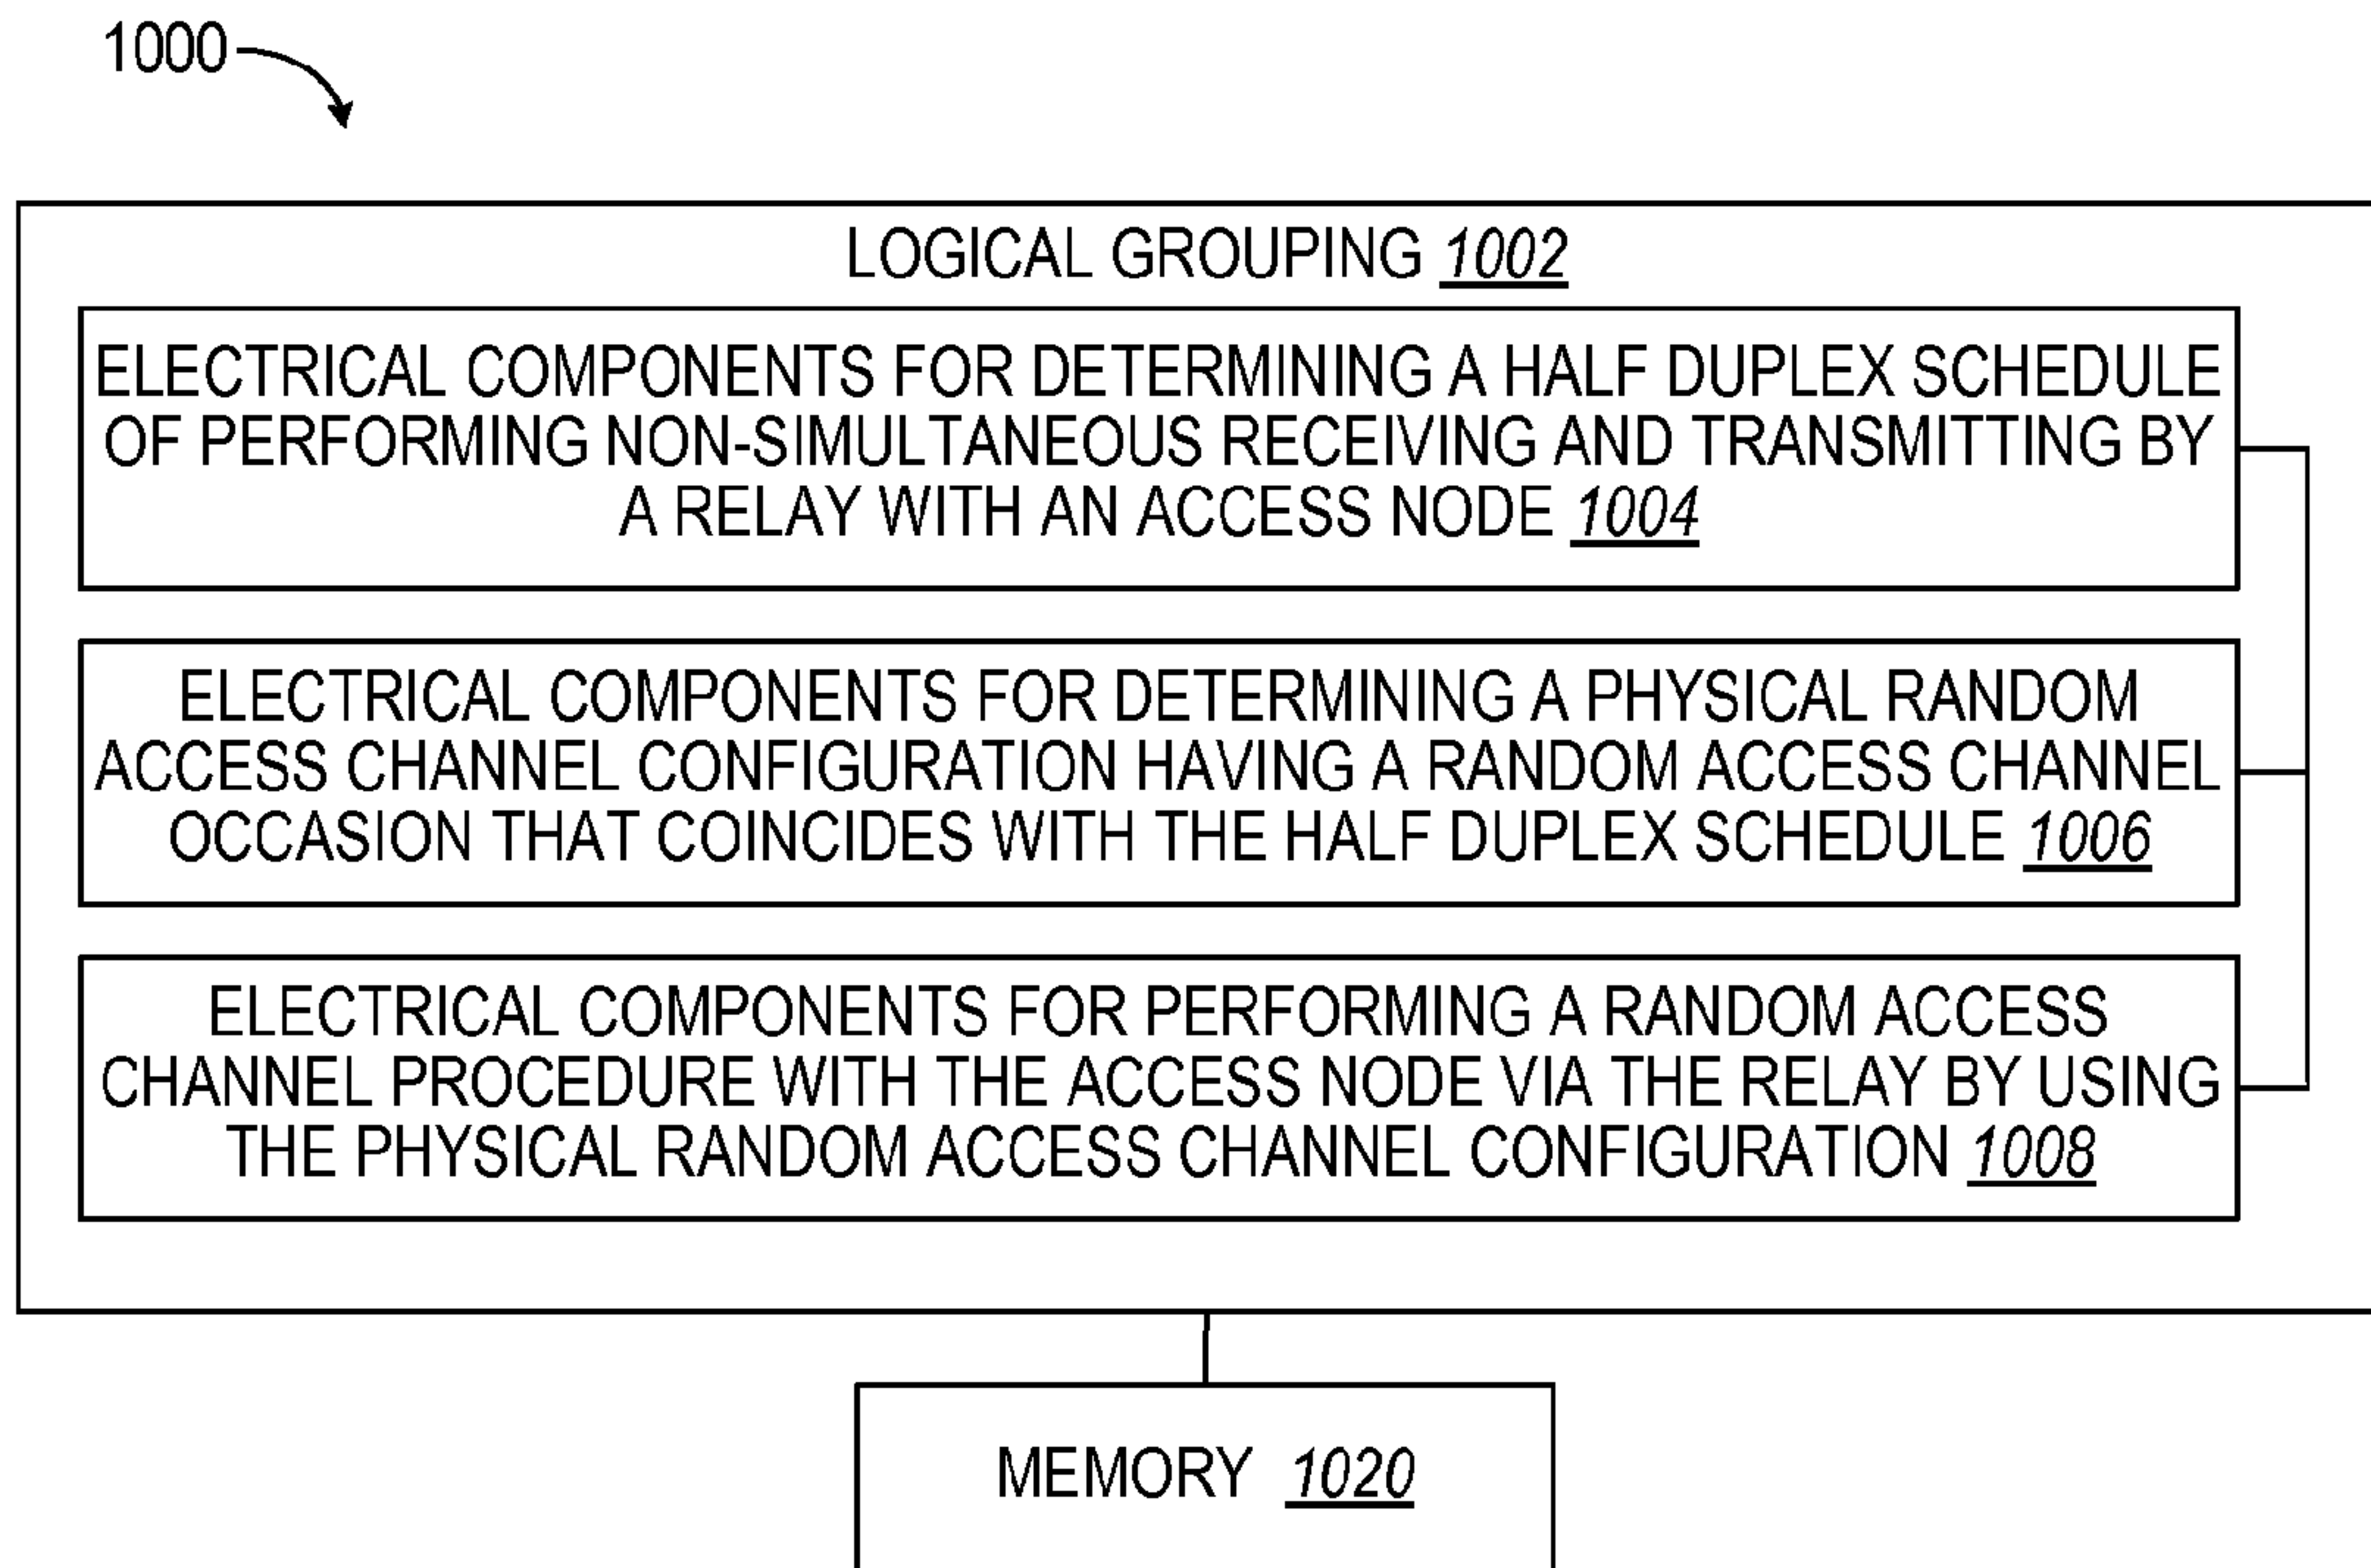 1000
LOGICAL GROUPING 1002
ELECTRICAL COMPONENTS FOR DETERMINING A HALF DUPLEX SCHEDULE
OF PERFORMING NON-SIMULTANEOUS RECEIVING AND TRANSMITTING BY
A RELAY WITH AN ACCESS NODE 1004
ELECTRICAL COMPONENTS FOR DETERMINING A PHYSICAL RANDOM
ACCESS CHANNEL CONFIGURATION HAVING A RANDOM ACCESS CHANNEL
OCCASION THAT COINCIDES WITH THE HALF DUPLEX SCHEDULE 1006
ELECTRICAL COMPONENTS FOR PERFORMING A RANDOM ACCESS
CHANNEL PROCEDURE WITH THE ACCESS NODE VIA THE RELAY BY USING
THE PHYSICAL RANDOM ACCESS CHANNEL CONFIGURATION 1008
MEMORY 1020